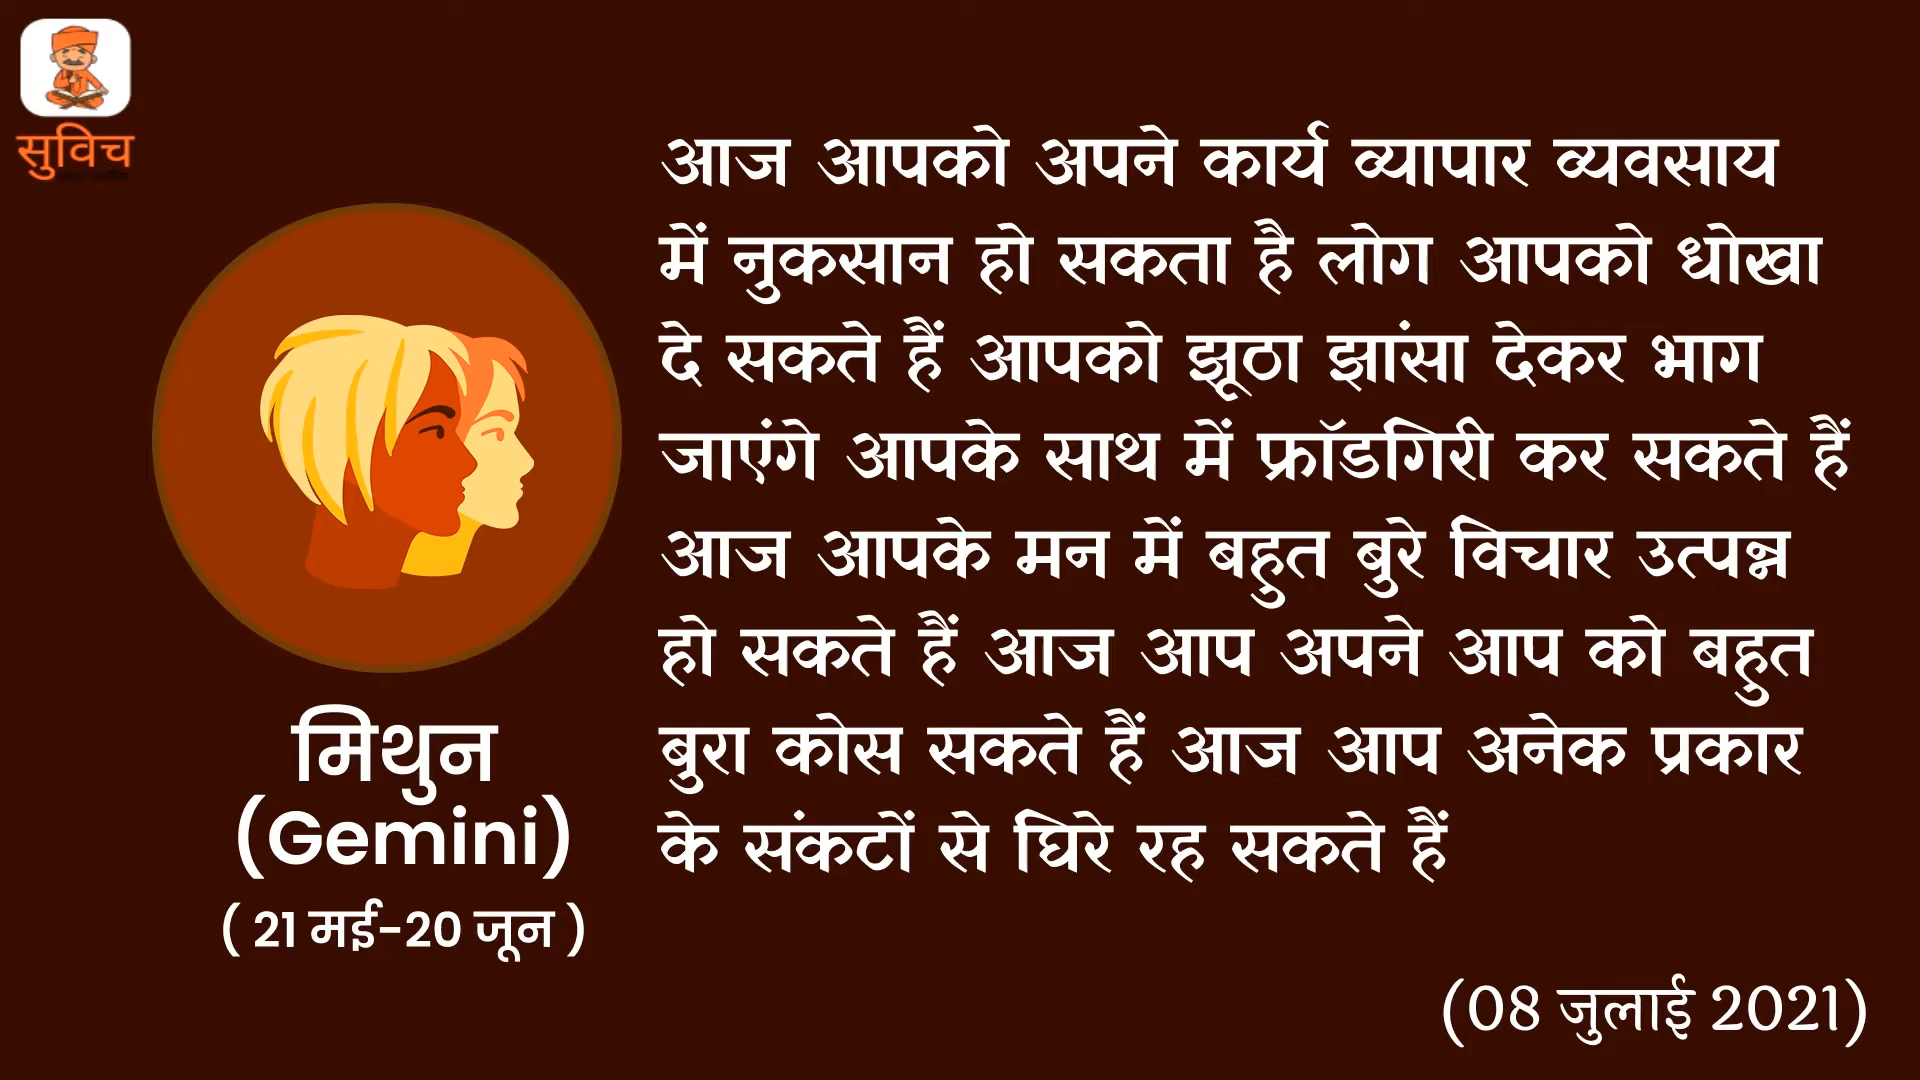 सुविच
आज आपको अपने कार्य व्यापार व्यवसाय
में नुकसान हो सकता है लोग आपको धोखा
दे सकते हैं आपको झूठा झांसा देकर भाग
जाएंगे आपके साथ में फ्रॉडगिरी कर सकते हैं
आज आपके मन में बहुत बुरे विचार उत्पन्न
हो सकते हैं आज आप अपने आप को बहुत
बुरा कोस सकते हैं आज आप अनेक प्रकार
के संकटों से घिरे रह सकते हैं
मिथुन
(Gemini)
( 21 मई-20 जून )
(08 जुलाई 2021)